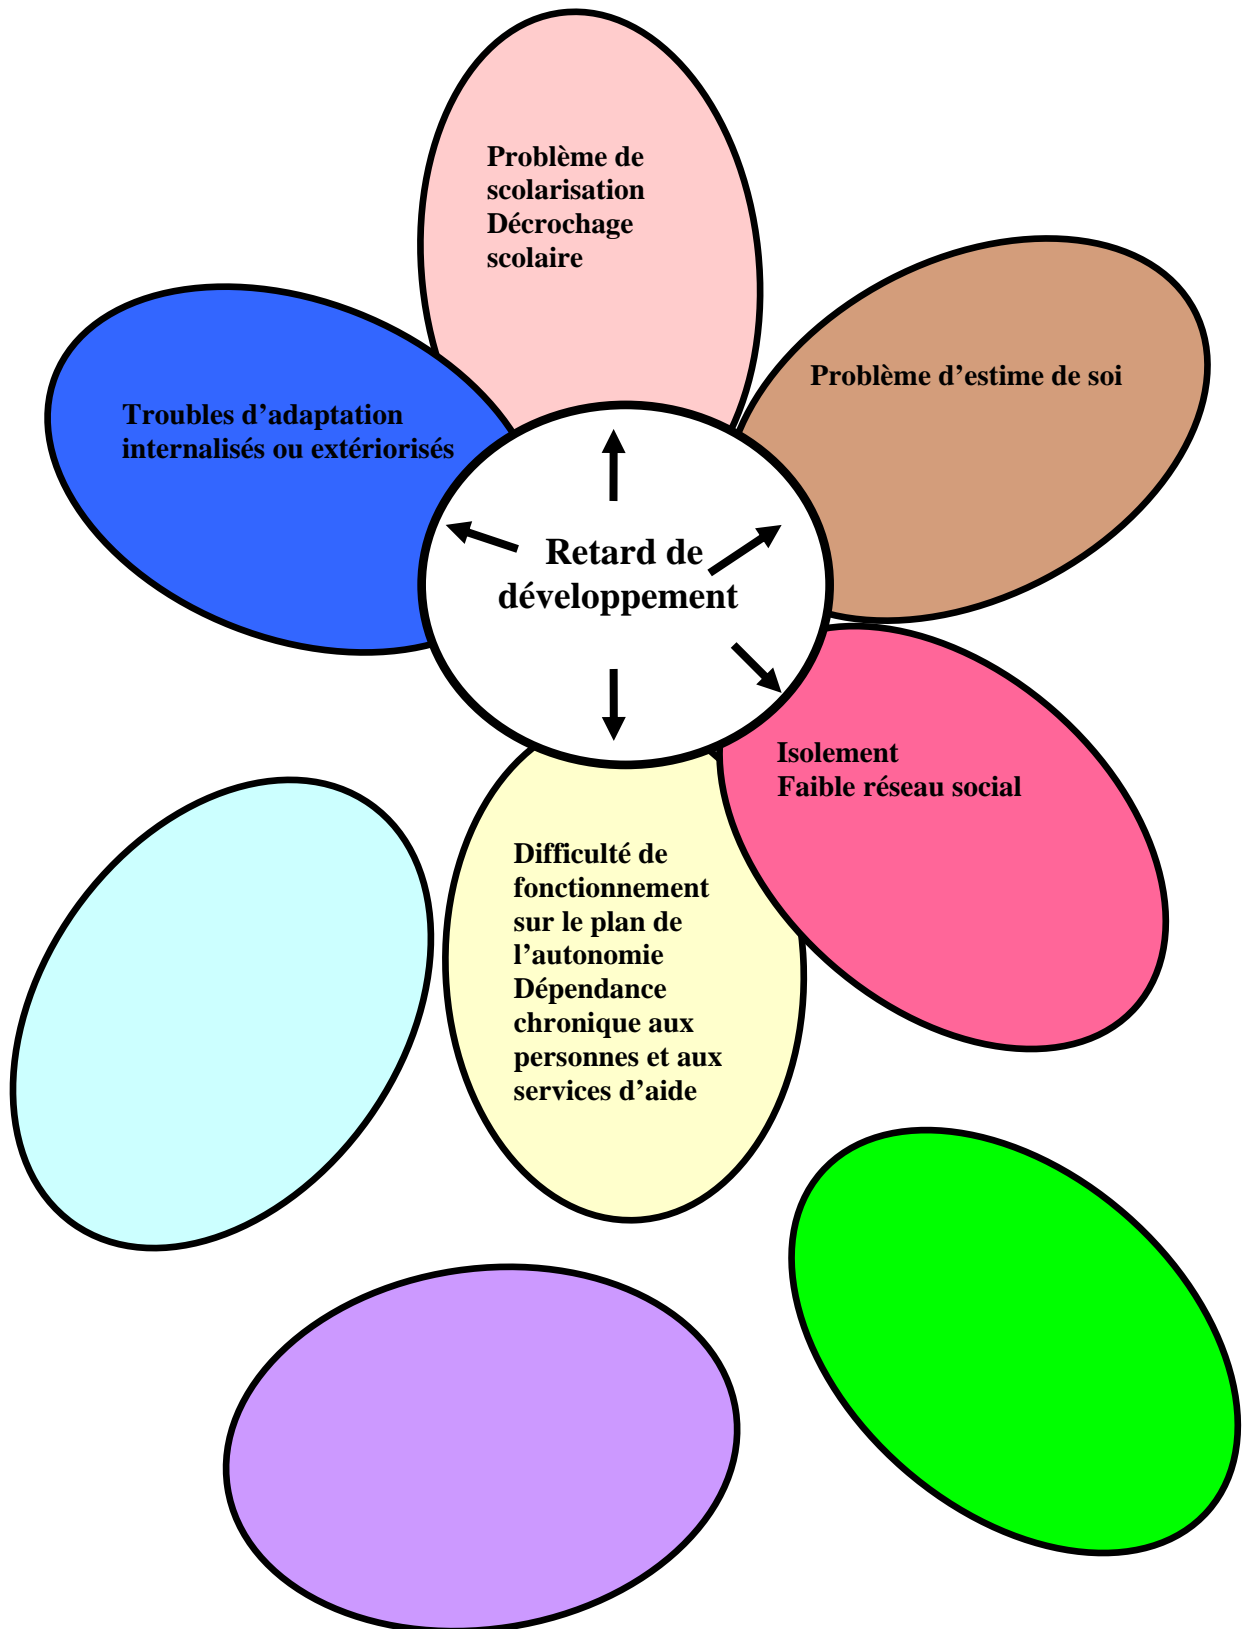 Problème de
scolarisation
Décrochage
scolaire
Problème d’estime de soi
Troubles d’adaptation
internalisés ou extériorisés
Retard de
développement
Isolement
Faible réseau social
Difficulté de
fonctionnement
sur le plan de
l’autonomie
Dépendance
chronique aux
personnes et aux
services d’aide